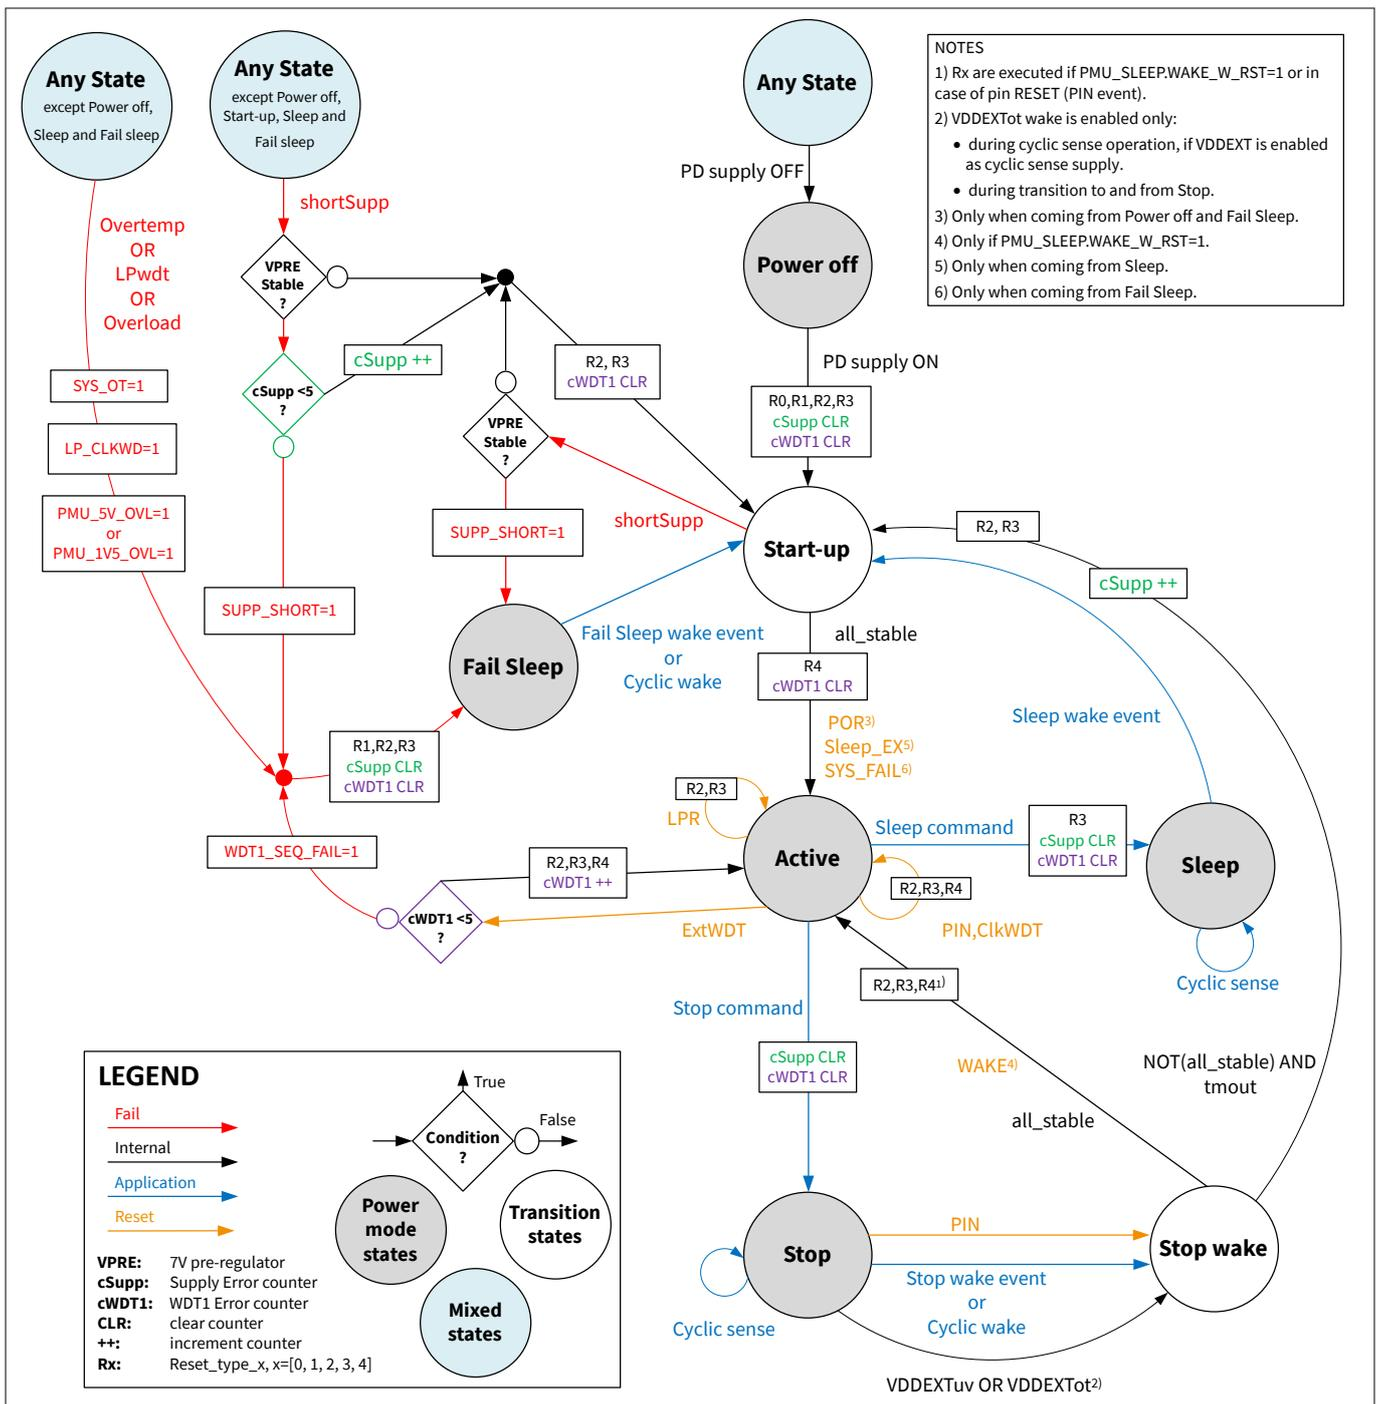 Any State
except Power off,
Sleep and Fail sleep
Any State
except Power off,
Start-up, Sleep and
Fail sleep
Any State
NOTES
1) Rx are executed if PMU_SLEEP.WAKE_W_RST=1 or in
case of pin RESET (PIN event).
2) VDDEXTot wake is enabled only:
• during cyclic sense operation, if VDDEXT is enabled
as cyclic sense supply.
• during transition to and from Stop.
3) Only when coming from Power off and Fail Sleep.
4) Only if PMU_SLEEP.WAKE_W_RST=1.
5) Only when coming from Sleep.
6) Only when coming from Fail Sleep.
PD supply OFF
Power off
PD supply ON
R0,R1,R2,R3
cSupp CLR
cWDT1 CLR
shortSupp
Overtemp
OR
LPwdt
OR
Overload
VPRE
Stable
?
cSupp <5
?
cSupp ++
R2, R3
cWDT1 CLR
SYS_OT=1
LP_CLKWD=1
PMU_5V_OVL=1
or
PMU_1V5_OVL=1
VPRE
Stable
?
shortSupp
SUPP_SHORT=1
Start-up
R2, R3
cSupp ++
SUPP_SHORT=1
Fail Sleep
Fail Sleep wake event
or
Cyclic wake
all_stable
R4
cWDT1 CLR
POR3)
Sleep_EX5)
SYS_FAIL6)
Sleep wake event
R1,R2,R3
cSupp CLR
cWDT1 CLR
R2,R3
LPR
Active
Sleep command
R3
cSupp CLR
cWDT1 CLR
Sleep
WDT1_SEQ_FAIL=1
R2,R3,R4
cWDT1 ++
cWDT1 <5
?
ExtWDT
R2,R3,R4
PIN,ClkWDT
Cyclic sense
R2,R3,R41)
Stop command
cSupp CLR
cWDT1 CLR
WAKE4)
all_stable
NOT(all_stable) AND
tmout
Stop
PIN
Stop wake event
or
Cyclic wake
Stop wake
Cyclic sense
VDDEXTuv OR VDDEXTot2)
LEGEND
Fail
Internal
Application
Reset
True
Condition
?
False
Power
mode
states
Transition
states
Mixed
states
VPRE: 7V pre-regulator
cSupp: Supply Error counter
cWDT1: WDT1 Error counter
CLR: clear counter
++: increment counter
Rx: Reset_type_x, x=[0, 1, 2, 3, 4]